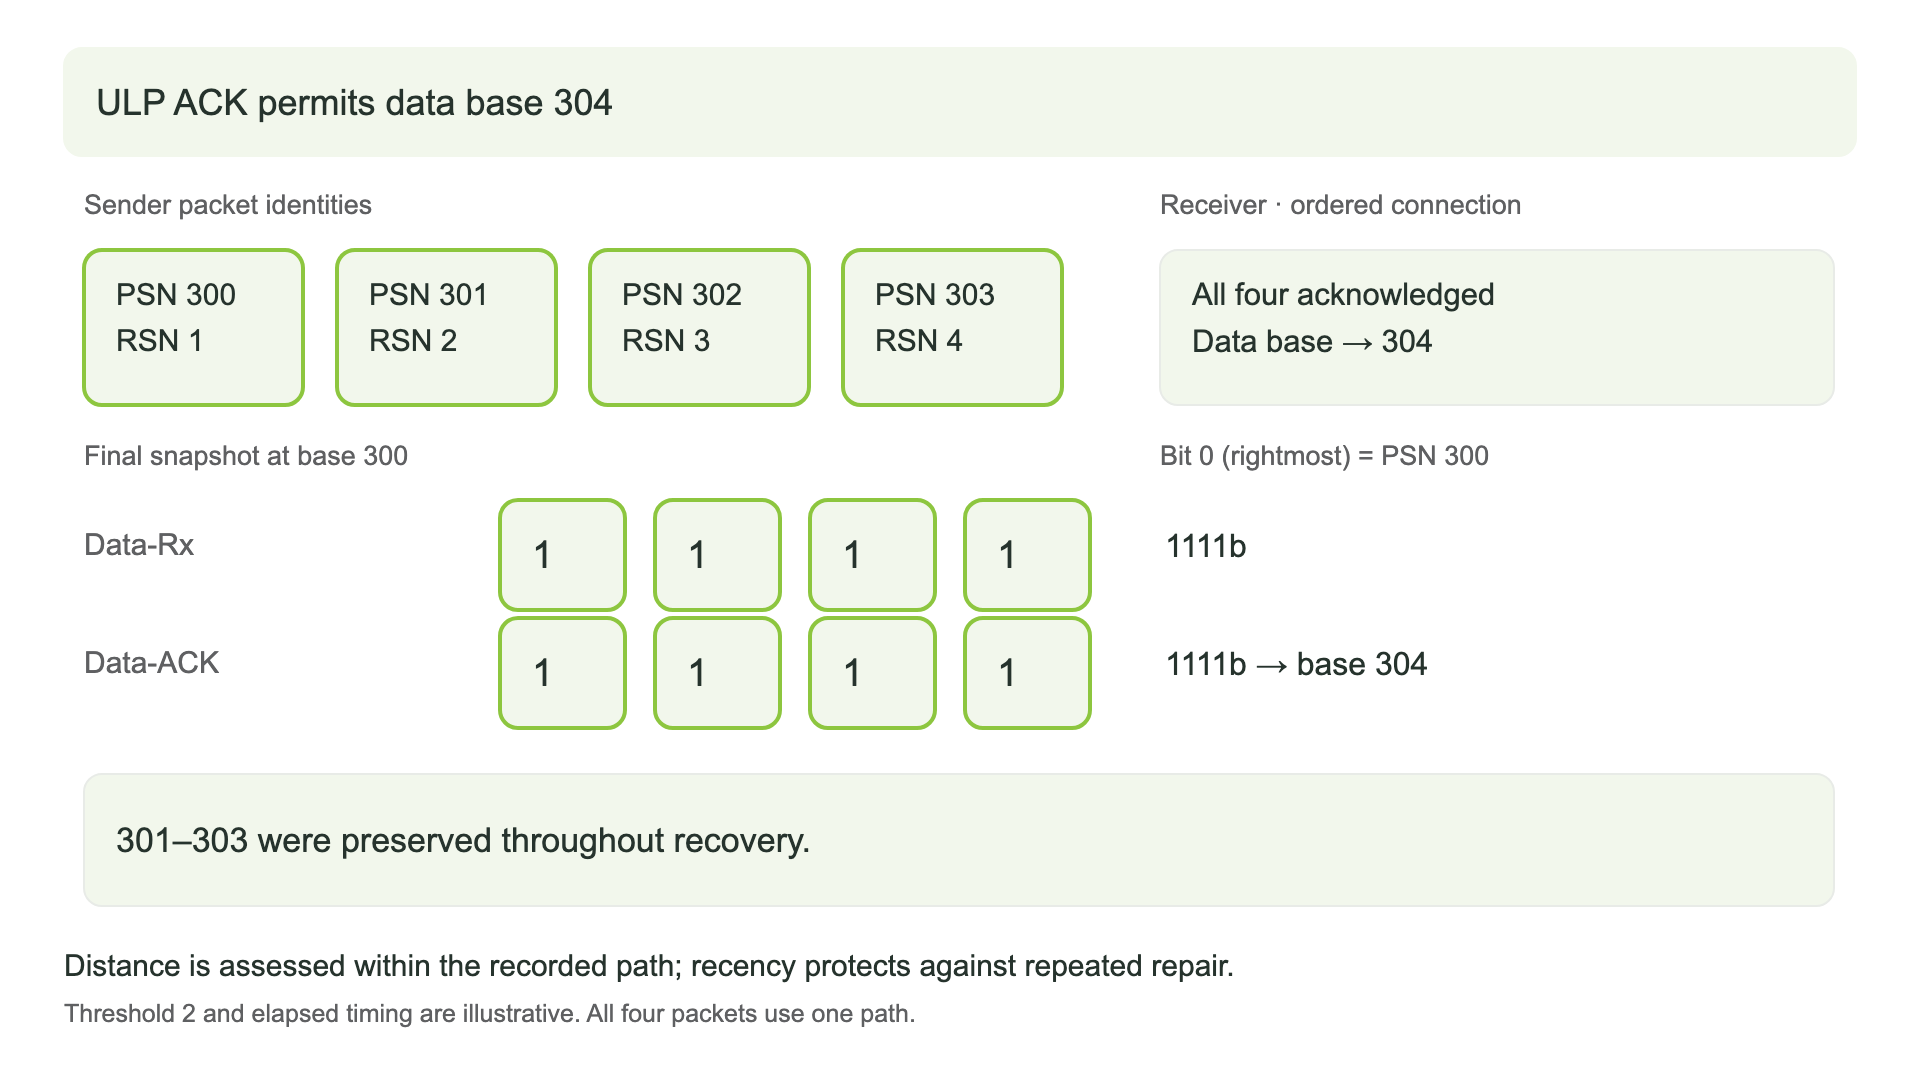 ULP ACK permits data base 304
Sender packet identities
Receiver · ordered connection
PSN 300
RSN 1
PSN 301
RSN 2
PSN 302
RSN 3
PSN 303
RSN 4
All four acknowledged
Data base → 304
Final snapshot at base 300
Bit 0 (rightmost) = PSN 300
Data-Rx
1
1
1
1
1111b
Data-ACK
1
1
1
1
1111b → base 304
301–303 were preserved throughout recovery.
Distance is assessed within the recorded path; recency protects against repeated repair.
Threshold 2 and elapsed timing are illustrative. All four packets use one path.